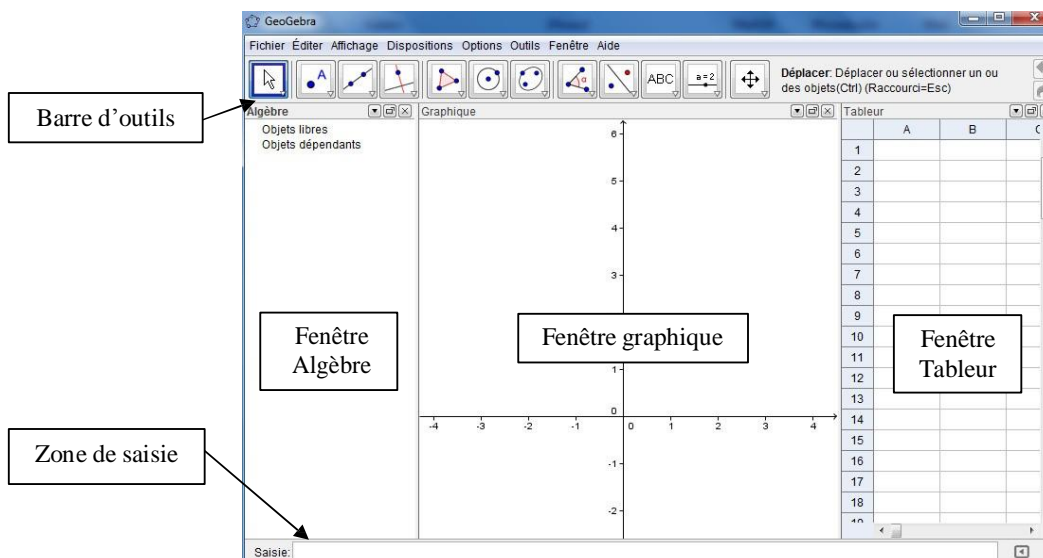 GeoGebra
Fichier Éditer Affichage Dispositions Options Outils Fenêtre Aide
A
α
ABC
a=2
Déplacer: Déplacer ou sélectionner un ou
des objets(Ctrl) (Raccourci=Esc)
Barre d'outils
Algèbre
Graphique
Tableur
Objets libres
Objets dépendants
A B
1
2
3
4
5
6
7
8
9
10
11
12
13
14
15
16
17
18
6
5
4
3
1
0
-1
-2
-4 -3 -2 -1 0 1 2 3 4
Fenêtre
Algèbre
Fenêtre graphique
Fenêtre
Tableur
Zone de saisie
Saisie: